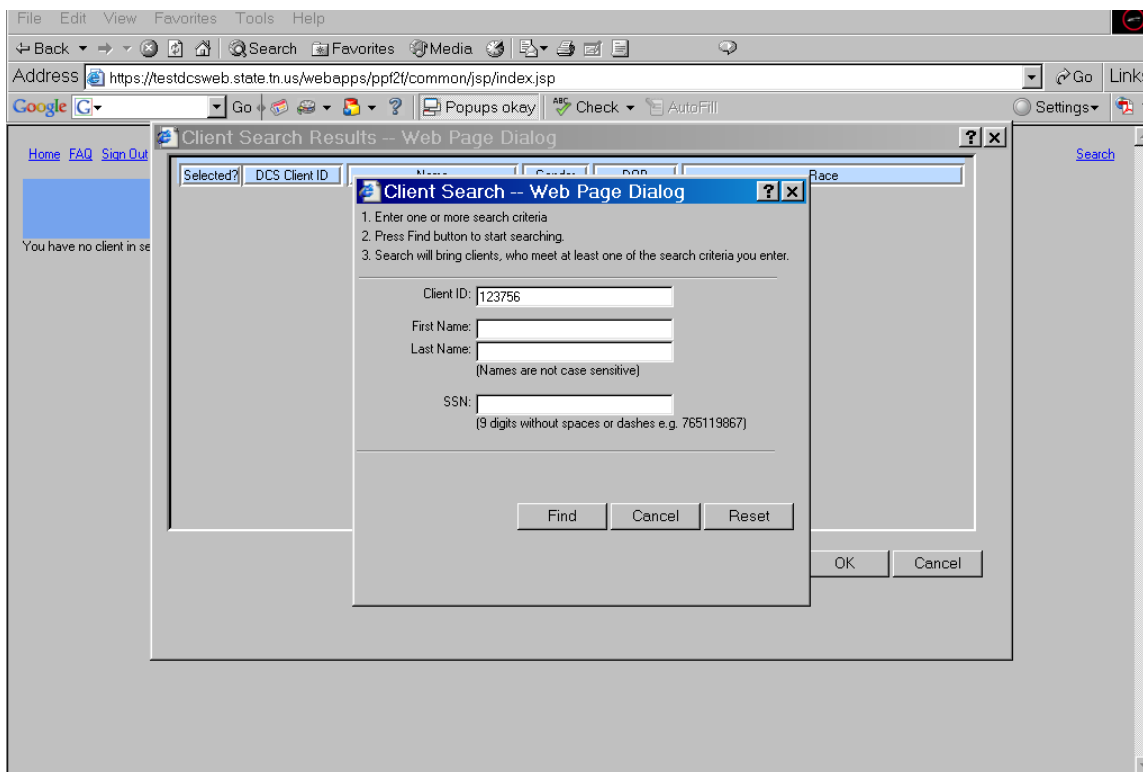 File Edit View Favorites Tools Help
Back Search Favorites Media
Address https://testdcsweb.state.tn.us/webapps/ppf2f/common/jsp/index.jsp Go Links
Google G Go Popups okay ABC Check AutoFill Settings
Client Search Results -- Web Page Dialog
Home FAQ Sign Out Search
Selected? DCS Client ID Name Gender DOB Race
Client Search -- Web Page Dialog
1. Enter one or more search criteria
2. Press Find button to start searching.
3. Search will bring clients, who meet at least one of the search criteria you enter.
You have no client in se
Client ID: 123756
First Name:
Last Name:
(Names are not case sensitive)
SSN:
(9 digits without spaces or dashes e.g. 765119867)
Find Cancel Reset
OK Cancel